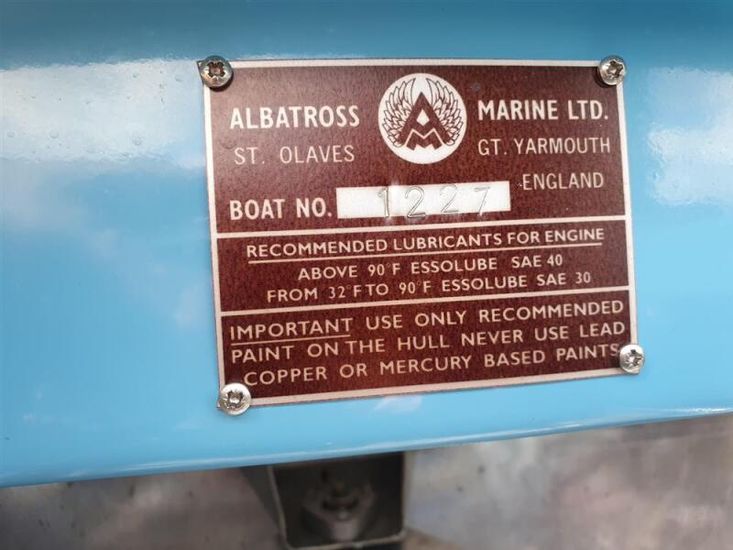 ALBATROSS MARINE LTD.
ST. OLAVES GT. YARMOUTH
ENGLAND
BOAT NO. 1227
RECOMMENDED LUBRICANTS FOR ENGINE
ABOVE 90°F ESSOLUBE SAE 40
FROM 32°F TO 90°F ESSOLUBE SAE 30
IMPORTANT USE ONLY RECOMMENDED
PAINT ON THE HULL NEVER USE LEAD
COPPER OR MERCURY BASED PAINTS